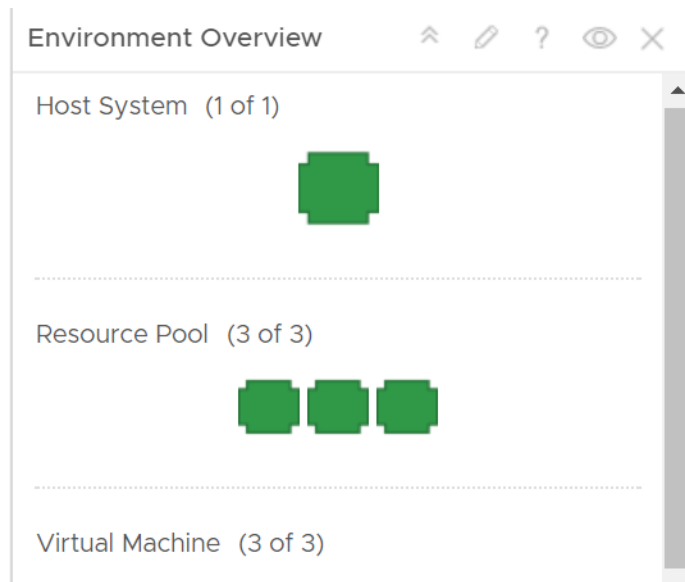 Environment Overview ?
Host System (1 of 1)
Resource Pool (3 of 3)
Virtual Machine (3 of 3)